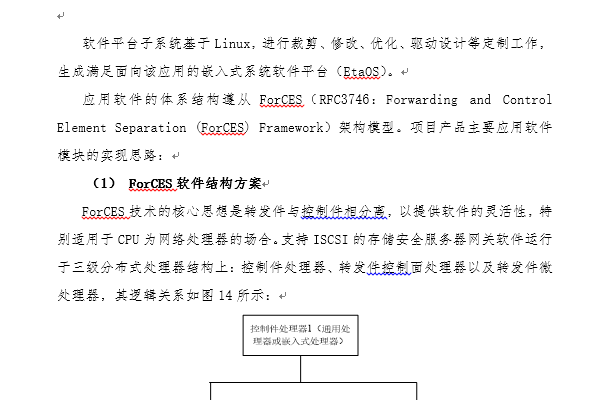 软件平台子系统基于 Linux，进行裁剪、修改、优化、驱动设计等定制工作，
生成满足面向该应用的嵌入式系统软件平台（EtaOS）。
应用软件的体系结构遵从 ForCES（RFC3746：Forwarding and Control
Element Separation (ForCES) Framework）架构模型。项目产品主要应用软件
模块的实现思路：
（1） ForCES 软件结构方案
ForCES 技术的核心思想是转发件与控制件相分离，以提供软件的灵活性，特
别适用于 CPU 为网络处理器的场合。支持 ISCSI 的存储安全服务器网关软件运行
于三级分布式处理器结构上：控制件处理器、转发件控制面处理器以及转发件微
处理器，其逻辑关系如图 14 所示：
控制件处理器1（通用处
理器或嵌入式处理器）